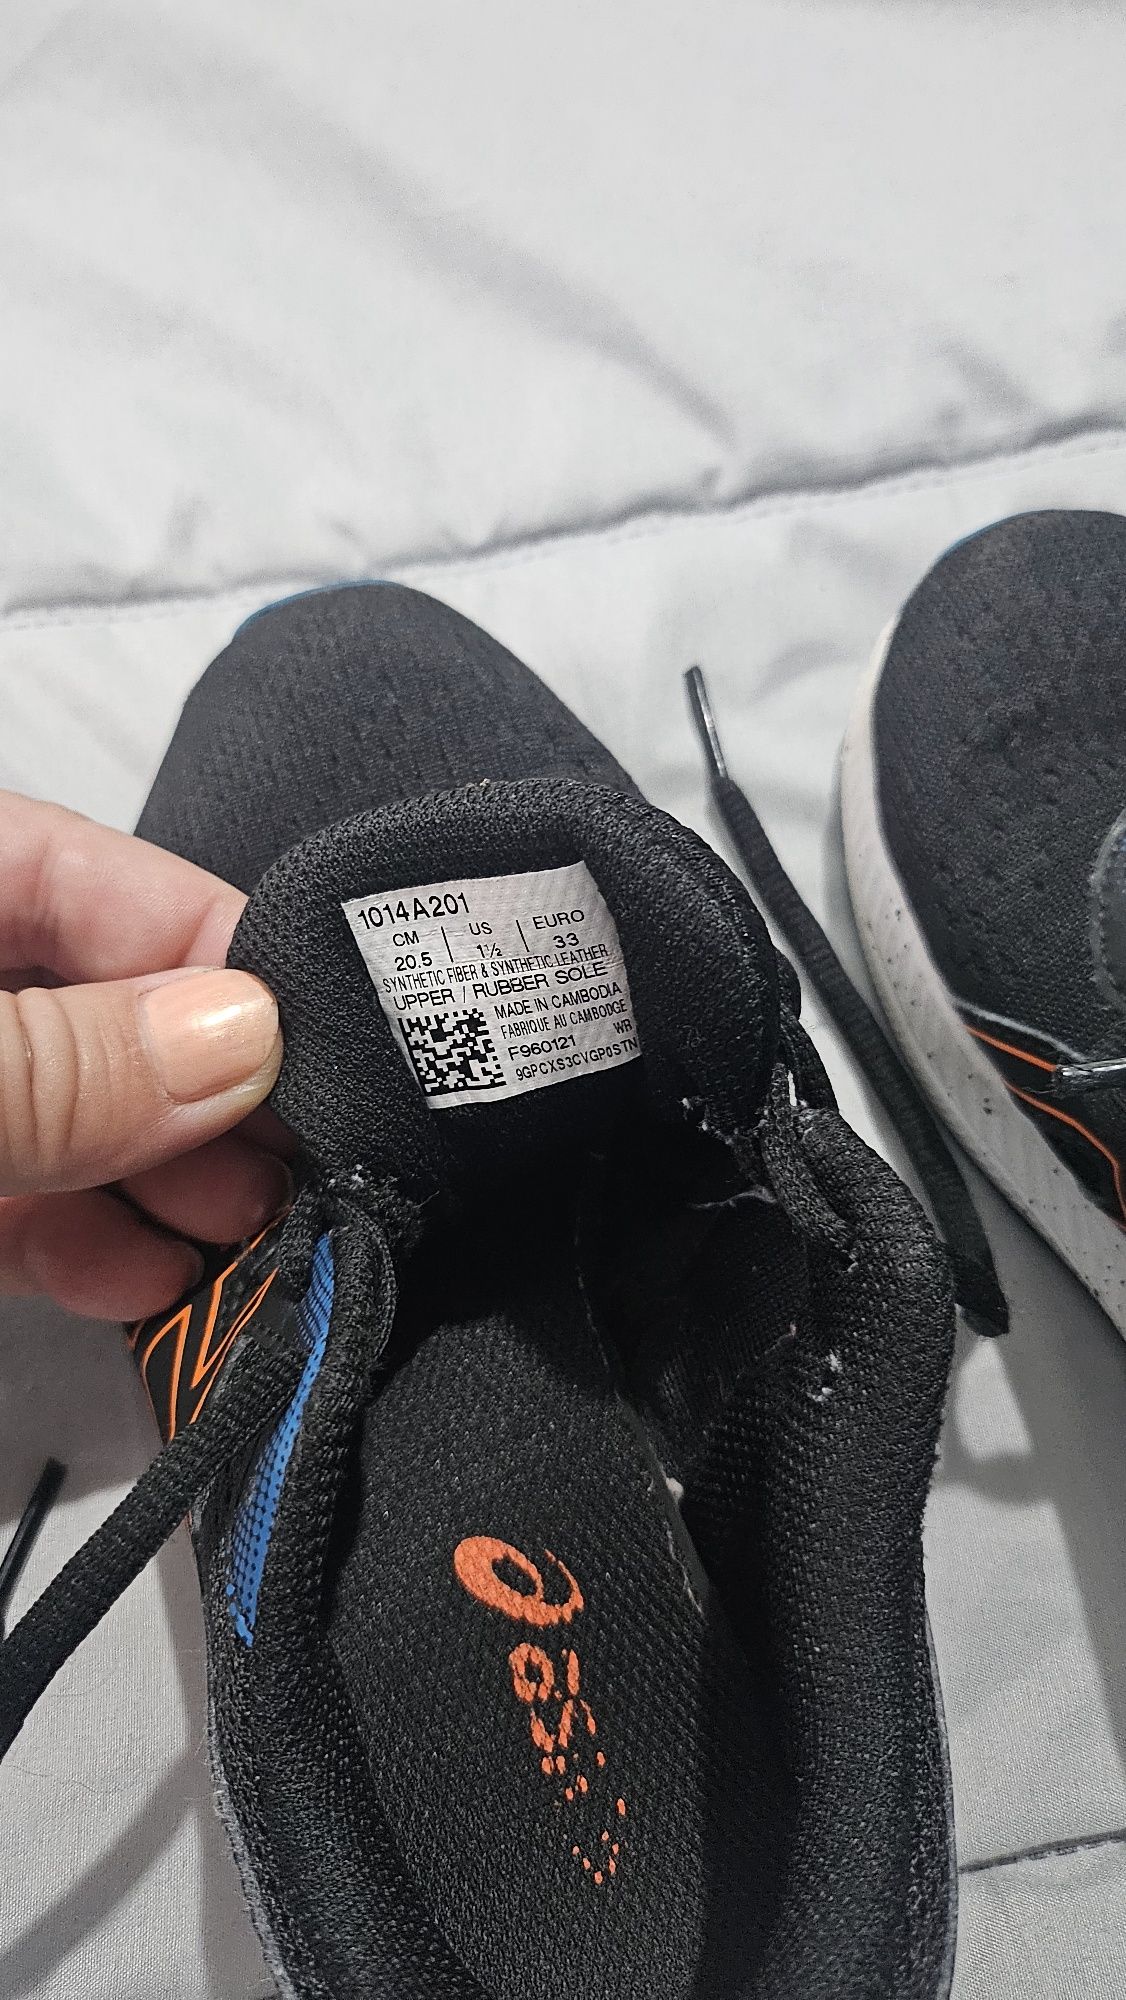 1014A201
CM | US | EURO
20.5 | 1½ | 33
SYNTHETIC FIBER & SYNTHETIC LEATHER
UPPER / RUBBER SOLE
MADE IN CAMBODIA
FABRIQUE AU CAMBODGE
F960121 WR
9GPCXS3CVGP0STN